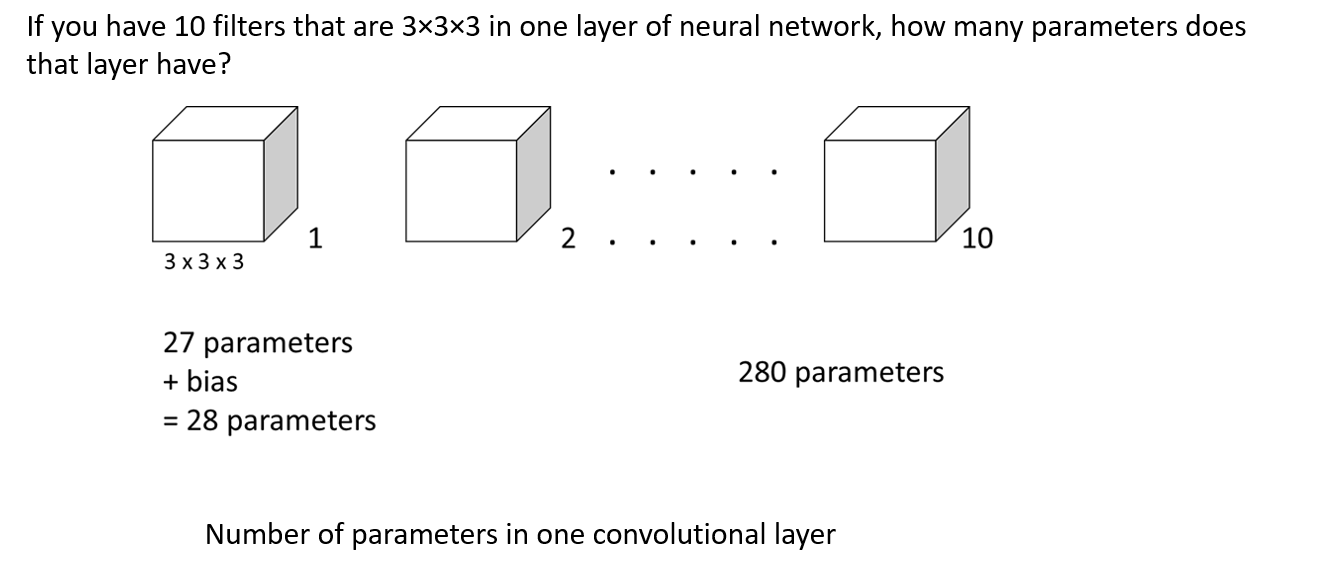 If you have 10 filters that are 3×3×3 in one layer of neural network, how many parameters does
that layer have?
1
2
10
3 x 3 x 3
27 parameters
+ bias
= 28 parameters
280 parameters
Number of parameters in one convolutional layer